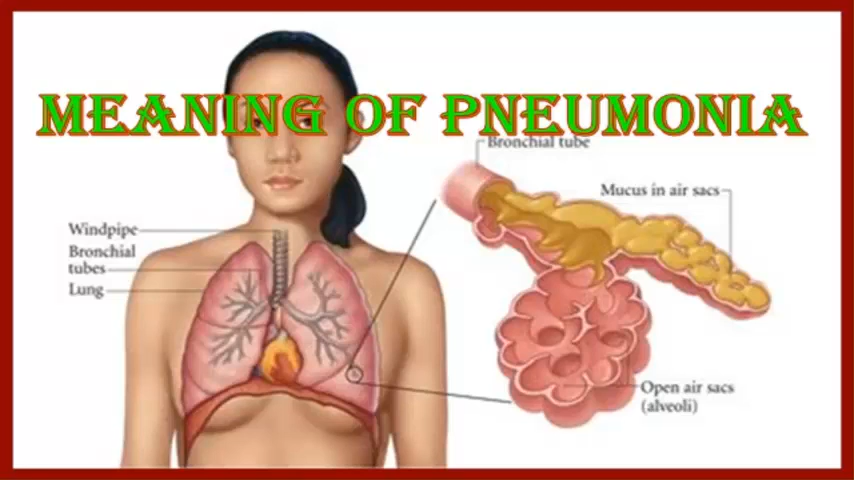 MEANING OF PNEUMONIA
Bronchial tube
Mucus in air sacs
Windpipe
Bronchial
tubes
Lung
Open air sacs
(alveoli)